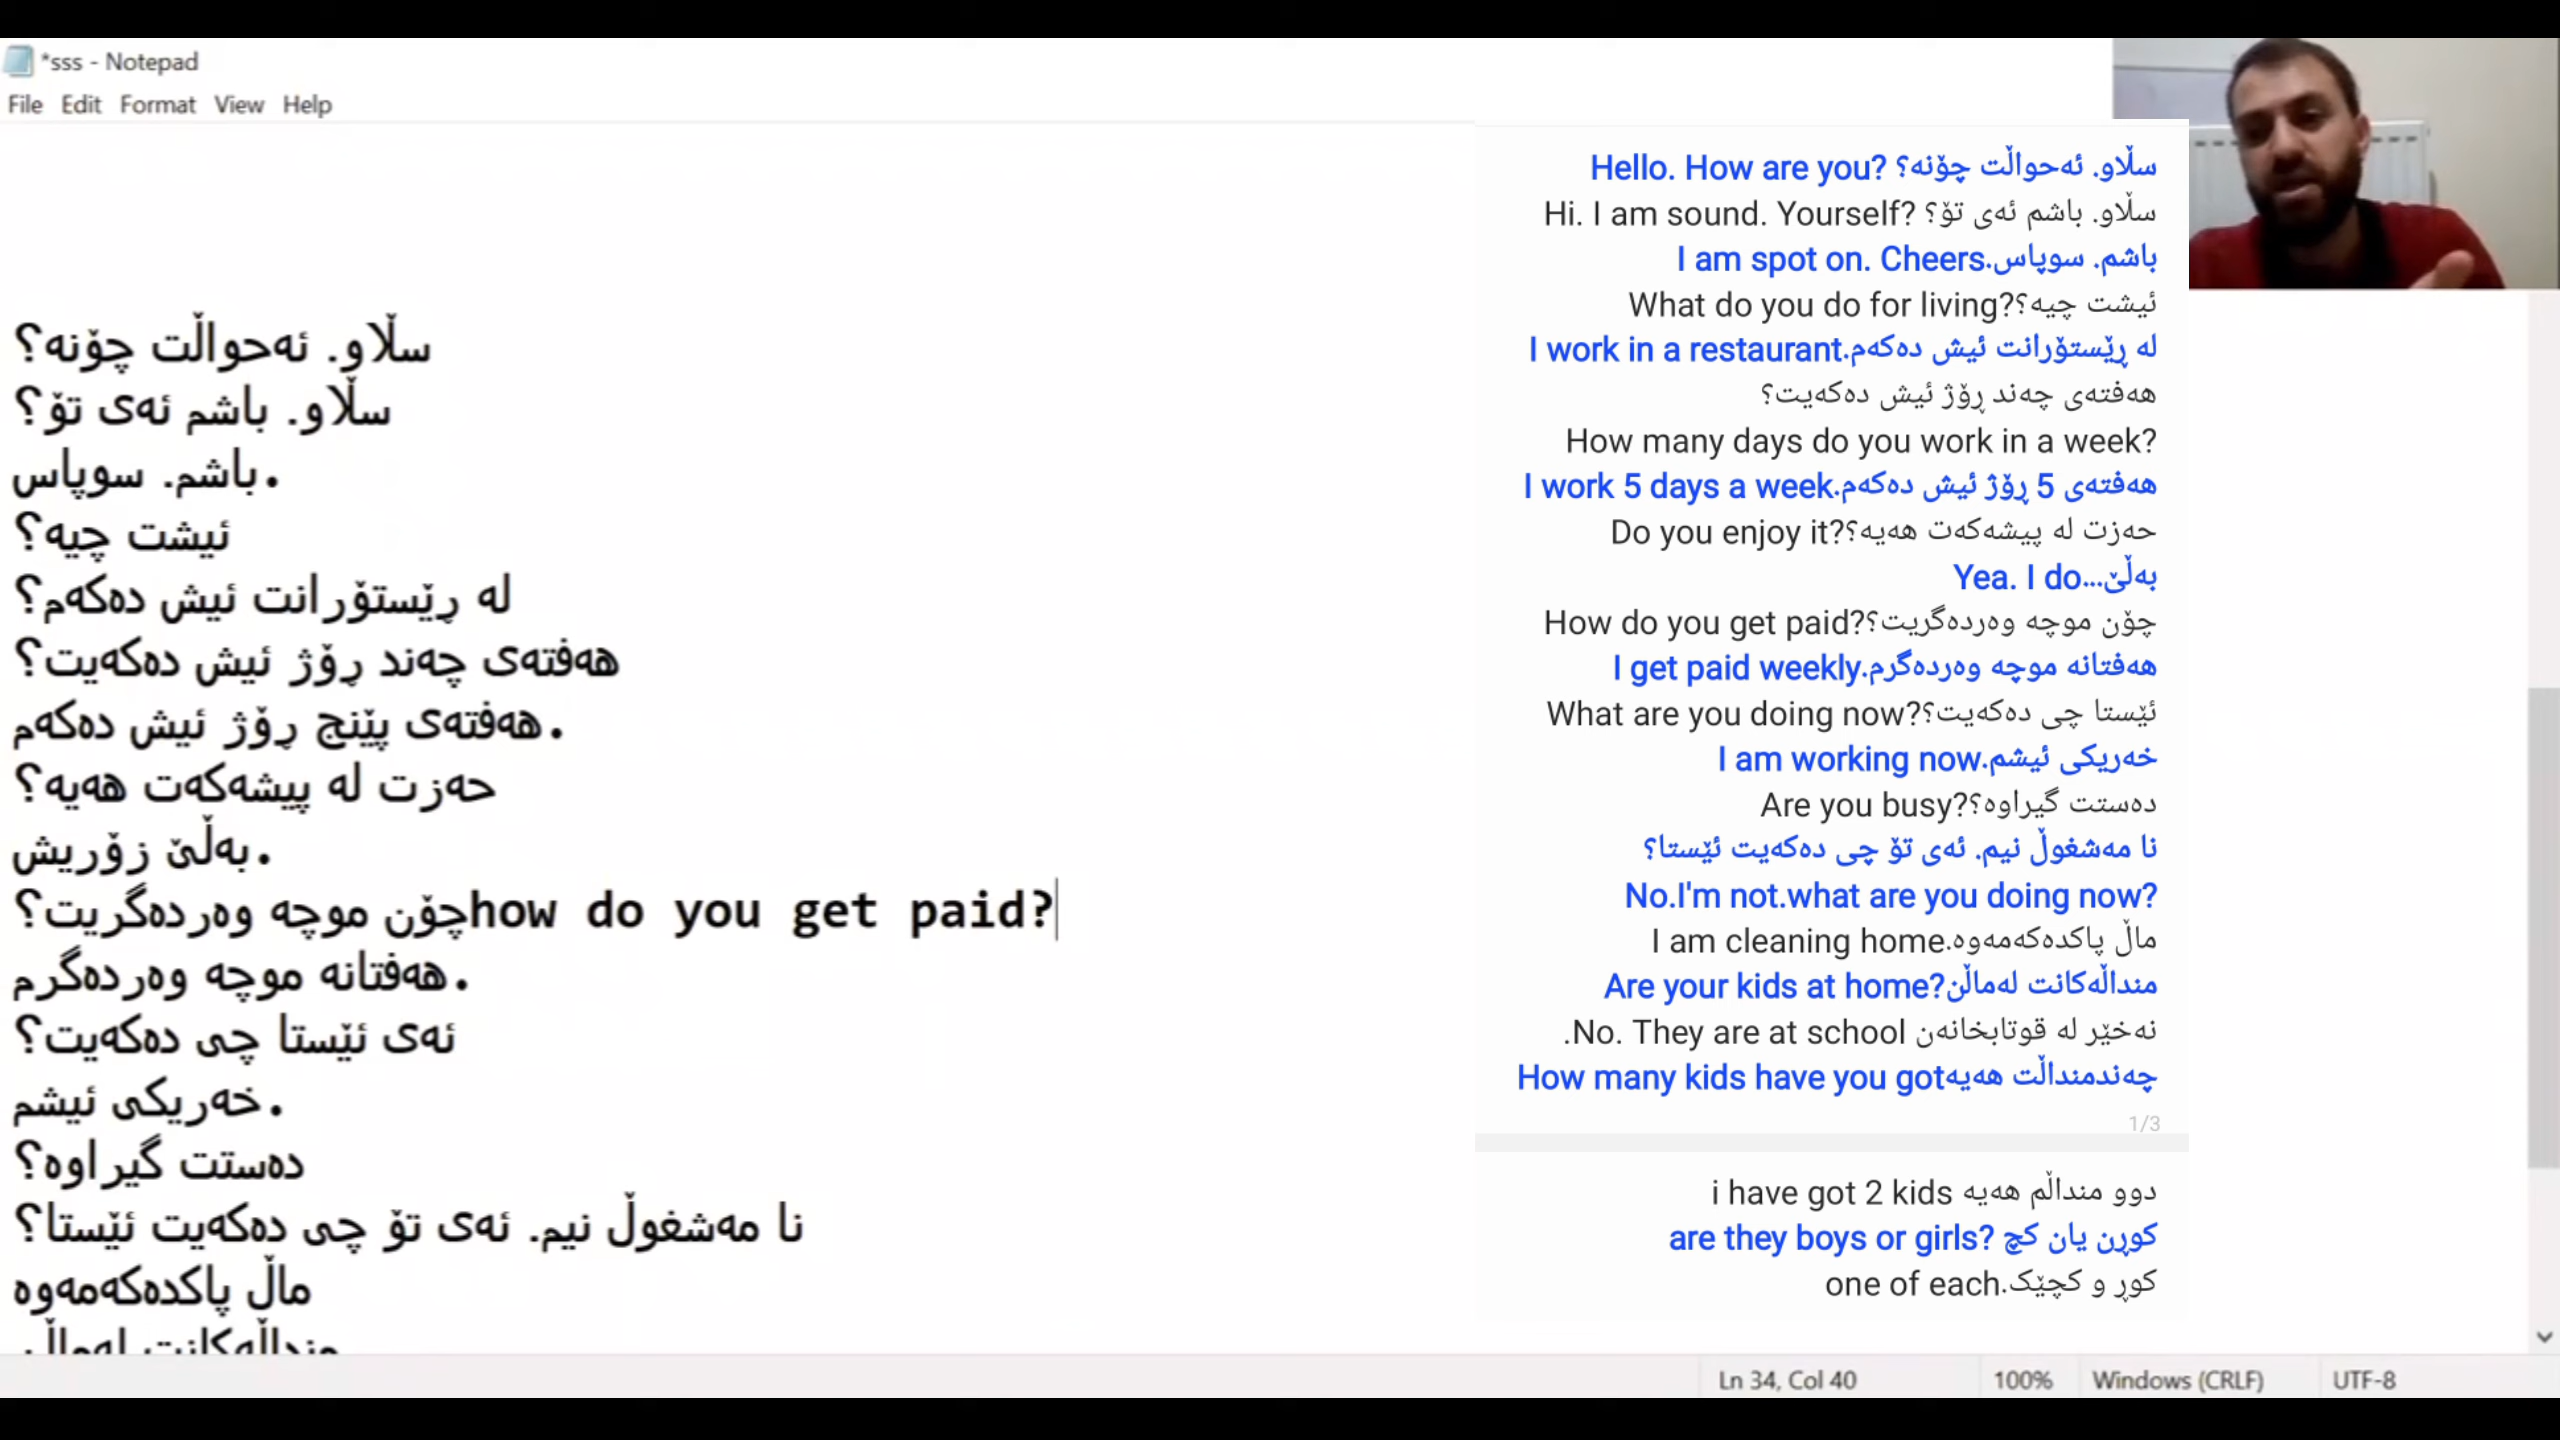 *sss - Notepad
File Edit Format View Help
سڵاو. ئەحواڵت چۆنە؟
سڵاو. باشم ئەی تۆ؟
باشم. سوپاس.
ئیشت چیە؟
لە ڕێستۆرانت ئیش دەکەم؟
هەفتەی چەند ڕۆژ ئیش دەکەیت؟
هەفتەی پێنج ڕۆژ ئیش دەکەم.
حەزت لە پیشەکەت هەیە؟
بەڵێ زۆریش.
چۆن موچە وەردەگریت؟how do you get paid?
هەفتانە موچە وەردەگرم.
ئەی ئێستا چی دەکەیت؟
خەریکی ئیشم.
دەستت گیراوە؟
نا مەشغوڵ نیم. ئەی تۆ چی دەکەیت ئێستا؟
ماڵ پاکدەکەمەوە
سڵاو. ئەحواڵت چۆنە؟ Hello. How are you?
سڵاو. باشم ئەی تۆ؟ Hi. I am sound. Yourself?
باشم. سوپاس.I am spot on. Cheers
ئیشت چیە؟What do you do for living?
لە ڕێستۆرانت ئیش دەکەم.I work in a restaurant
هەفتەی چەند ڕۆژ ئیش دەکەیت؟
How many days do you work in a week?
هەفتەی 5 ڕۆژ ئیش دەکەم.I work 5 days a week
حەزت لە پیشەکەت هەیە؟Do you enjoy it?
بەڵێ...Yea. I do
چۆن موچە وەردەگریت؟How do you get paid?
هەفتانە موچە وەردەگرم.I get paid weekly
ئێستا چی دەکەیت؟What are you doing now?
خەریکی ئیشم.I am working now
دەستت گیراوە؟Are you busy?
نا مەشغوڵ نیم. ئەی تۆ چی دەکەیت ئێستا؟
No.I'm not.what are you doing now?
ماڵ پاکدەکەمەوە.I am cleaning home
منداڵەکانت لەماڵن?Are your kids at home
نەخێر لە قوتابخانەن No. They are at school.
چەندمنداڵت هەیەHow many kids have you got
1/3
دوو منداڵم هەیە i have got 2 kids
کوڕن یان کچ are they boys or girls?
کوڕ و کچێک.one of each
Ln 34, Col 40 100% Windows (CRLF) UTF-8